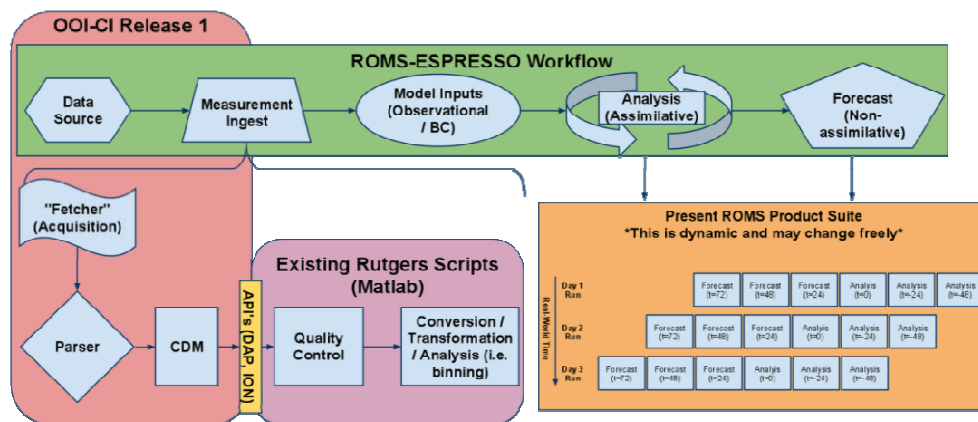 OOI-CI Release 1
ROMS-ESPRESSO Workflow
Data
Source
Measurement
Ingest
Model Inputs
(Observational
/ BC)
Analysis
(Assimilative)
Forecast
(Non-
assimilative)
"Fetcher"
(Acquisition)
Parser
CDM
API's (DAP, ION)
Existing Rutgers Scripts
(Matlab)
Quality
Control
Conversion /
Transformation
/ Analysis (i.e.
binning)
Present ROMS Product Suite
*This is dynamic and may change freely*
Real-World Time
Day 1
Run
Forecast
(t=72)
Forecast
(t=48)
Forecast
(t=24)
Analysis
(t=0)
Analysis
(t=-24)
Analysis
(t=-48)
Day 2
Run
Forecast
(t=72)
Forecast
(t=48)
Forecast
(t=24)
Analysis
(t=0)
Analysis
(t=-24)
Analysis
(t=-48)
Day 3
Run
Forecast
(t=72)
Forecast
(t=48)
Forecast
(t=24)
Analysis
(t=0)
Analysis
(t=-24)
Analysis
(t=-48)